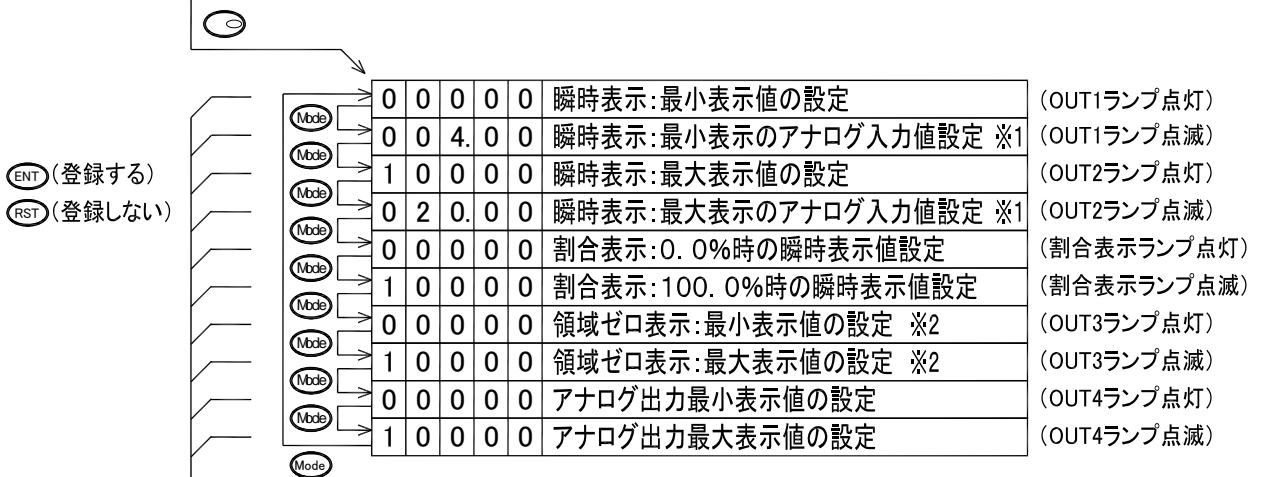 0 0 0 0 0 瞬時表示:最小表示値の設定 (OUT1ランプ点灯)
Mode
0 0 4. 0 0 瞬時表示:最小表示のアナログ入力値設定 ※1 (OUT1ランプ点滅)
Mode
ENT (登録する)
1 0 0 0 0 瞬時表示:最大表示値の設定 (OUT2ランプ点灯)
Mode
RST (登録しない)
0 2 0. 0 0 瞬時表示:最大表示のアナログ入力値設定 ※1 (OUT2ランプ点滅)
Mode
0 0 0 0 0 割合表示:0. 0%時の瞬時表示値設定 (割合表示ランプ点灯)
Mode
1 0 0 0 0 割合表示:100. 0%時の瞬時表示値設定 (割合表示ランプ点滅)
Mode
0 0 0 0 0 領域ゼロ表示:最小表示値の設定 ※2 (OUT3ランプ点灯)
Mode
1 0 0 0 0 領域ゼロ表示:最大表示値の設定 ※2 (OUT3ランプ点滅)
Mode
0 0 0 0 0 アナログ出力最小表示値の設定 (OUT4ランプ点灯)
Mode
1 0 0 0 0 アナログ出力最大表示値の設定 (OUT4ランプ点滅)
Mode